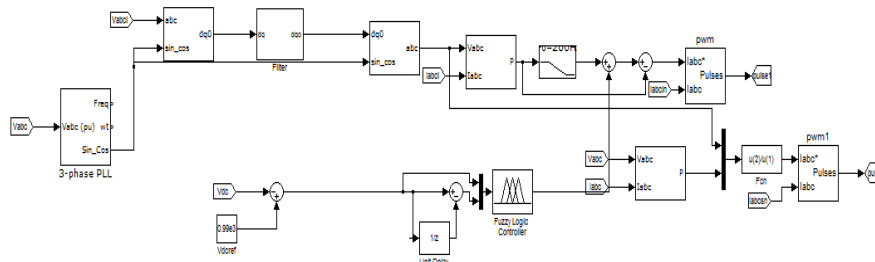 Vabcl
abc
sin_cos
dq0
dq
dq0
Filter
dq0
sin_cos
abc
Vabc
Iabc
P
Iabcl
pwm
Iabc*
Iabc
Pulses
pulse1
Iabcln
Vabc
Vabc (pu)
Freq
wt
Sin_Cos
3-phase PLL
Vdc
0.99e3
Vdcref
1/z
Unit Delay
Fuzzy Logic
Controller
Vabc
Iabc
Vabc
Iabc
P
u(2)/u(1)
Fcn
pwm1
Iabc*
Iabc
Pulses
Iabcsn